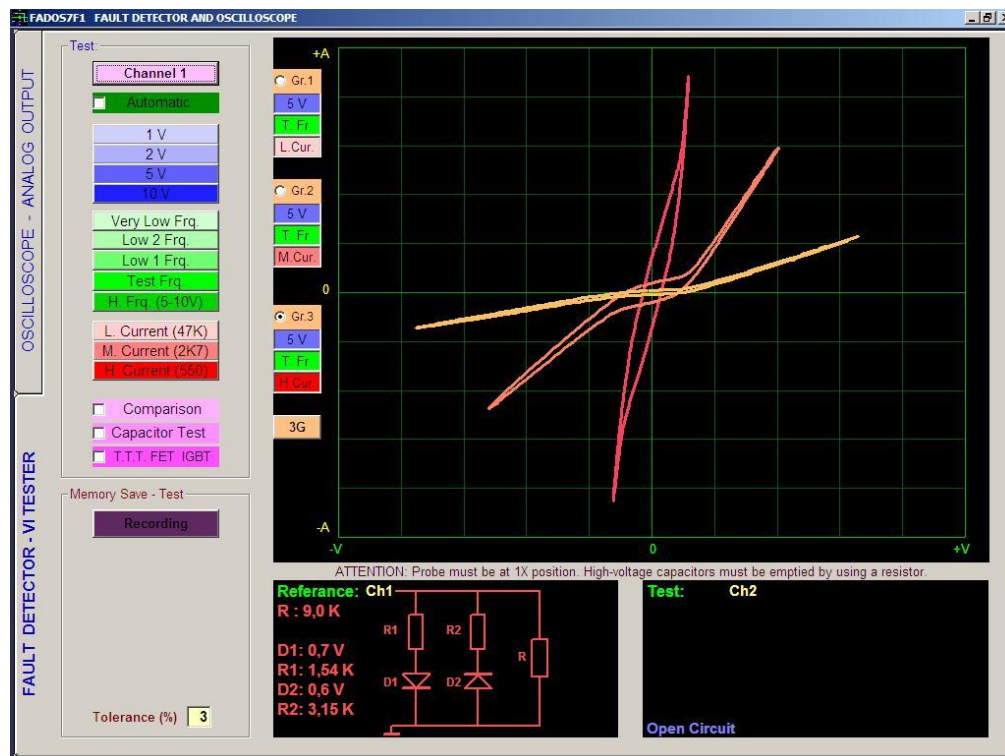 FADOS7F1 FAULT DETECTOR AND OSCILLOSCOPE
OSCILLOSCOPE - ANALOG OUTPUT
FAULT DETECTOR - VI TESTER
Test:
Channel 1
Automatic
1 V
2 V
5 V
10 V
Very Low Frq.
Low 2 Frq.
Low 1 Frq.
Test Frq.
H. Frq. (5-10V)
L. Current (47K)
M. Current (2K7)
H. Current (550)
Comparison
Capacitor Test
T.T.T. FET IGBT
Memory Save - Test
Recording
Tolerance (%) 3
Gr.1
5 V
T. Fr
L.Cur.
Gr.2
5 V
T. Fr
M.Cur.
Gr.3
5 V
T. Fr
H.Cur.
3G
+A
0
-A
-V 0 +V
ATTENTION: Probe must be at 1X position. High-voltage capacitors must be emptied by using a resistor.
Referance: Ch1
R : 9,0 K
D1: 0,7 V
R1: 1,54 K
D2: 0,6 V
R2: 3,15 K
R1 R2 R
D1 D2
Test: Ch2
Open Circuit